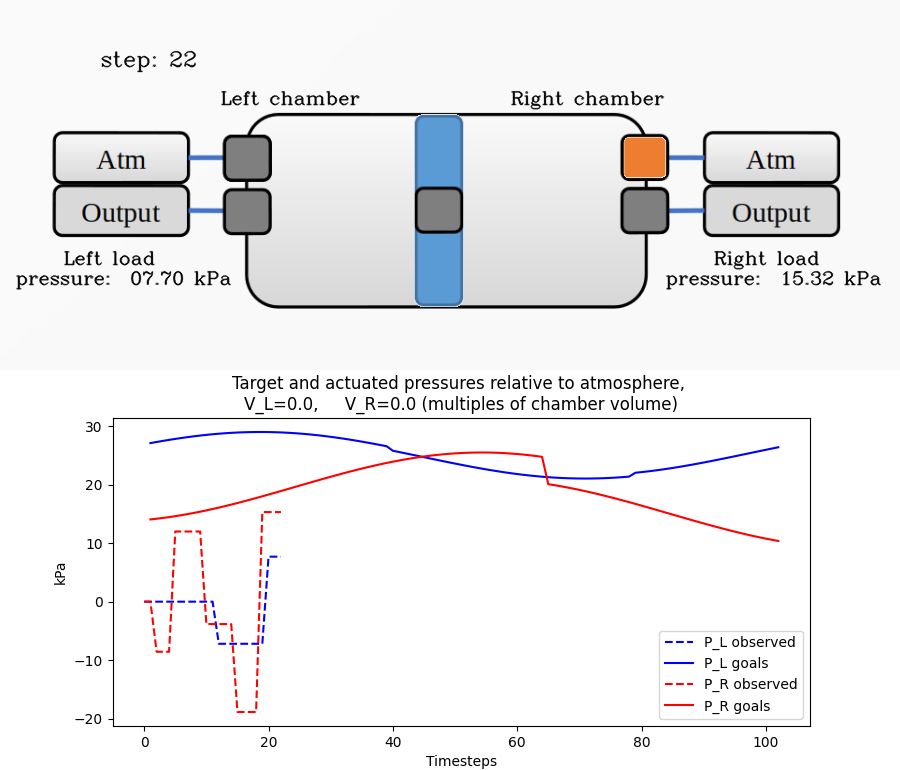 step: 22
Left chamber
Right chamber
Atm
Atm
Output
Output
Left load
pressure: 07.70 kPa
Right load
pressure: 15.32 kPa
Target and actuated pressures relative to atmosphere,
V_L=0.0, V_R=0.0 (multiples of chamber volume)
30
20
10
0
−10
−20
kPa
P_L observed
P_L goals
P_R observed
P_R goals
0 20 40 60 80 100
Timesteps